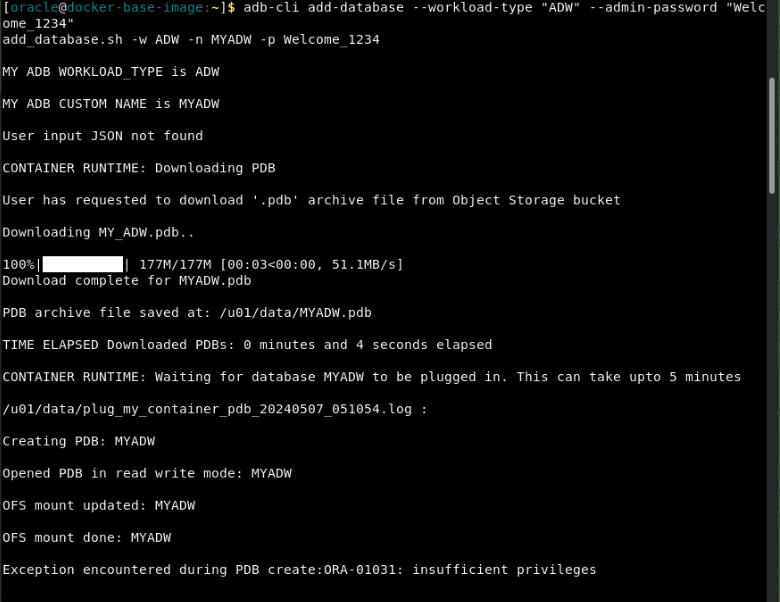 [oracle@docker-base-image:~]$ adb-cli add-database --workload-type "ADW" --admin-password "Welc
ome_1234"
add_database.sh -w ADW -n MYADW -p Welcome_1234
MY ADB WORKLOAD_TYPE is ADW
MY ADB CUSTOM NAME is MYADW
User input JSON not found
CONTAINER RUNTIME: Downloading PDB
User has requested to download '.pdb' archive file from Object Storage bucket
Downloading MY_ADW.pdb..
100%|██████████| 177M/177M [00:03<00:00, 51.1MB/s]
Download complete for MYADW.pdb
PDB archive file saved at: /u01/data/MYADW.pdb
TIME ELAPSED Downloaded PDBs: 0 minutes and 4 seconds elapsed
CONTAINER RUNTIME: Waiting for database MYADW to be plugged in. This can take upto 5 minutes
/u01/data/plug_my_container_pdb_20240507_051054.log :
Creating PDB: MYADW
Opened PDB in read write mode: MYADW
OFS mount updated: MYADW
OFS mount done: MYADW
Exception encountered during PDB create:ORA-01031: insufficient privileges